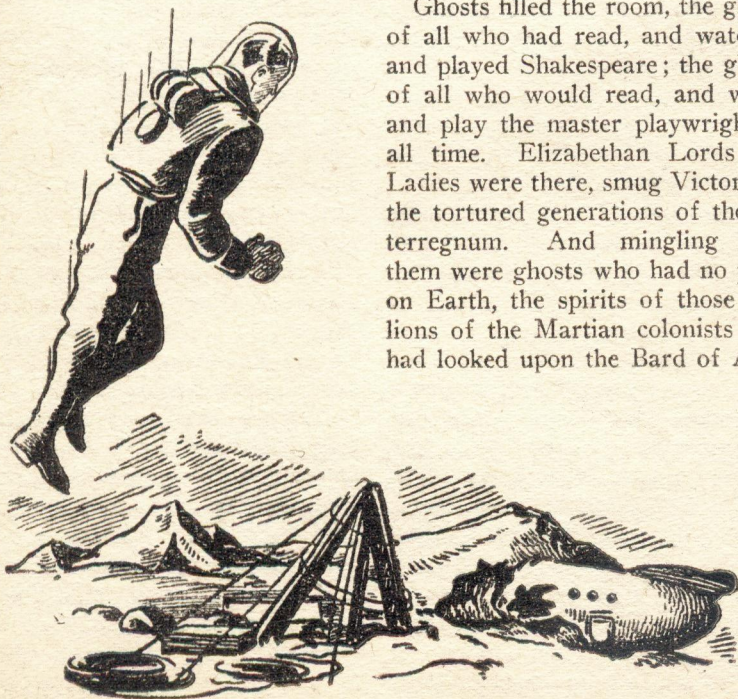 Ghosts filled the room, the g
of all who had read, and wat
and played Shakespeare; the g
of all who would read, and w
and play the master playwrigh
all time. Elizabethan Lords
Ladies were there, smug Victor
the tortured generations of the
terregnum. And mingling
them were ghosts who had no
on Earth, the spirits of those
lions of the Martian colonists
had looked upon the Bard of A